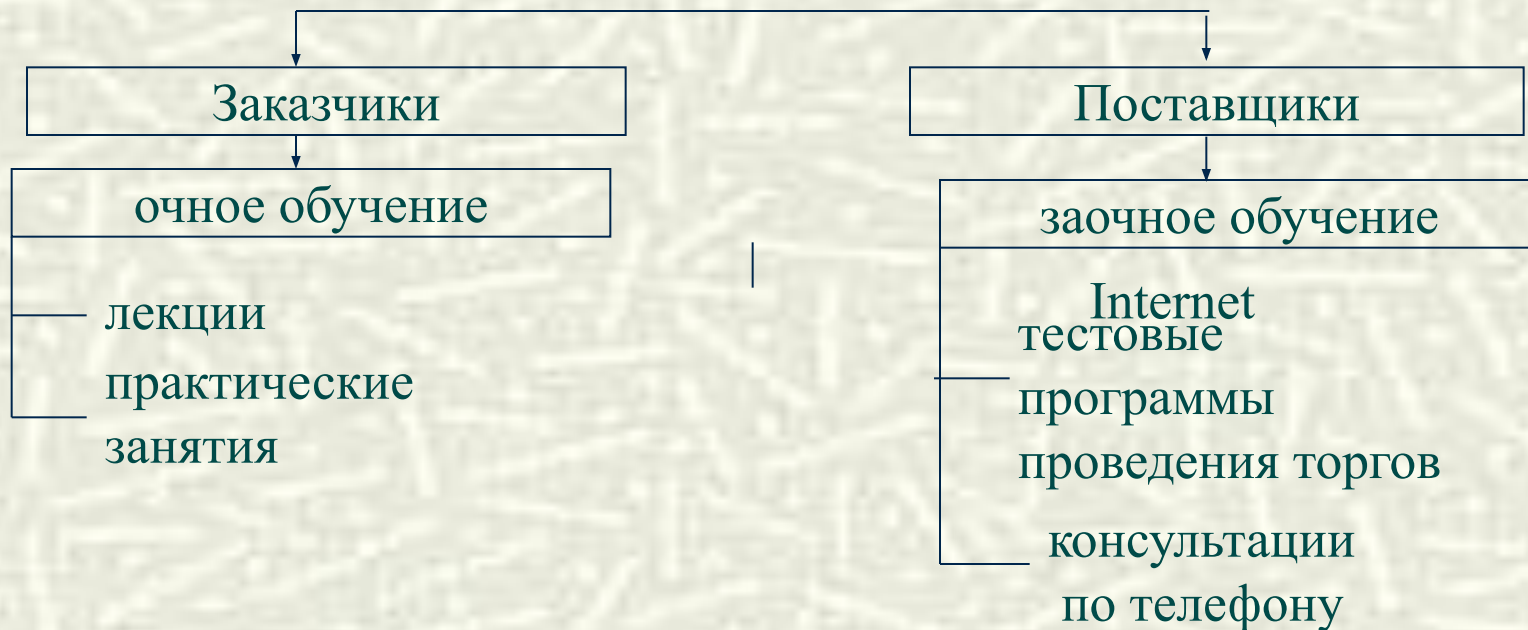 Заказчики
очное обучение
лекции
практические
занятия
Поставщики
заочное обучение
Internet
тестовые
программы
проведения торгов
консультации
по телефону